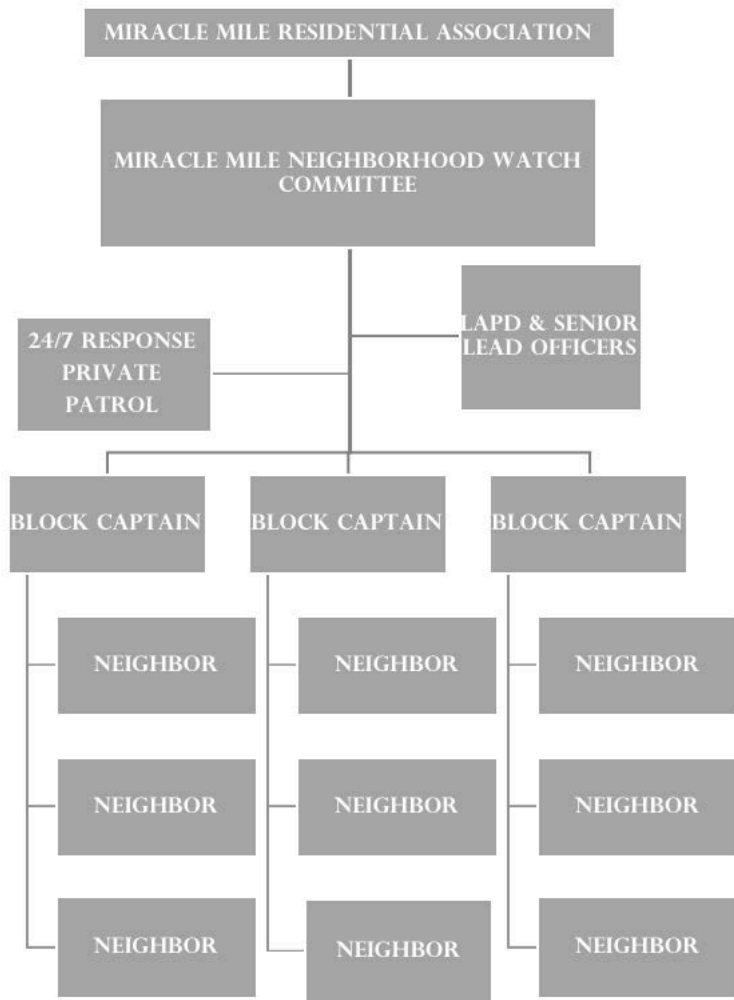 MIRACLE MILE RESIDENTIAL ASSOCIATION
MIRACLE MILE NEIGHBORHOOD WATCH
COMMITTEE
24/7 RESPONSE
PRIVATE
PATROL
LAPD & SENIOR
LEAD OFFICERS
BLOCK CAPTAIN
BLOCK CAPTAIN
BLOCK CAPTAIN
NEIGHBOR
NEIGHBOR
NEIGHBOR
NEIGHBOR
NEIGHBOR
NEIGHBOR
NEIGHBOR
NEIGHBOR
NEIGHBOR